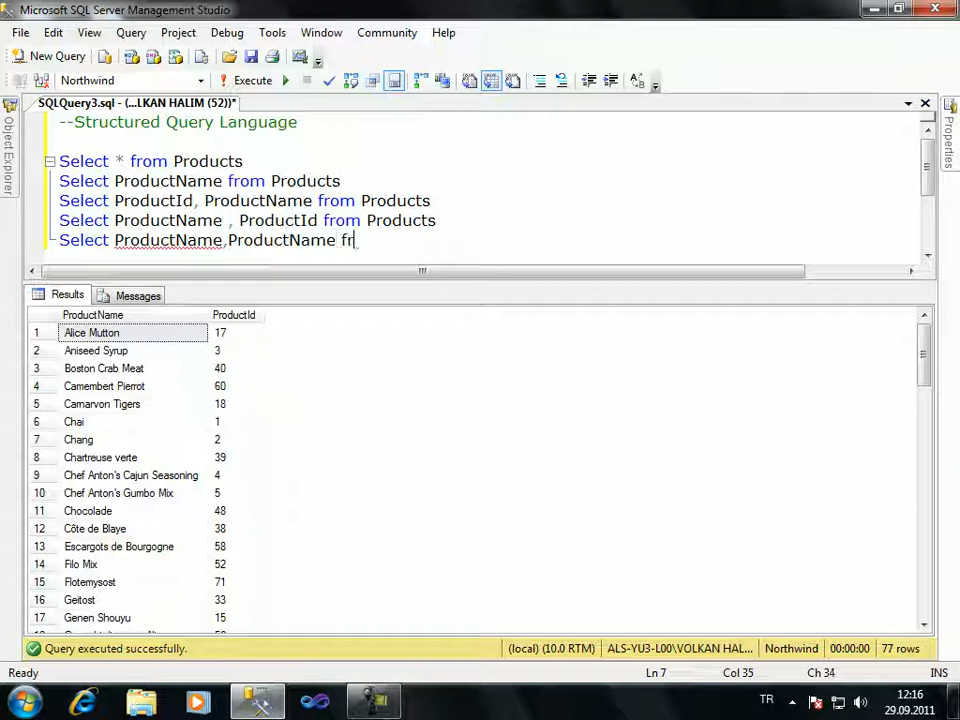 Microsoft SQL Server Management Studio
File Edit View Query Project Debug Tools Window Community Help
New Query
Northwind Execute
SQLQuery3.sql - (...LKAN HALIM (52))*
Object Explorer
Properties
--Structured Query Language
Select * from Products
Select ProductName from Products
Select ProductId, ProductName from Products
Select ProductName , ProductId from Products
Select ProductName,ProductName fr
Results Messages
ProductName ProductId
1 Alice Mutton 17
2 Aniseed Syrup 3
3 Boston Crab Meat 40
4 Camembert Pierrot 60
5 Carnarvon Tigers 18
6 Chai 1
7 Chang 2
8 Chartreuse verte 39
9 Chef Anton's Cajun Seasoning 4
10 Chef Anton's Gumbo Mix 5
11 Chocolade 48
12 Côte de Blaye 38
13 Escargots de Bourgogne 58
14 Filo Mix 52
15 Flotemysost 71
16 Geitost 33
17 Genen Shouyu 15
Query executed successfully. (local) (10.0 RTM) ALS-YU3-L00\VOLKAN HAL... Northwind 00:00:00 77 rows
Ready Ln 7 Col 35 Ch 34 INS
TR 12:16
29.09.2011